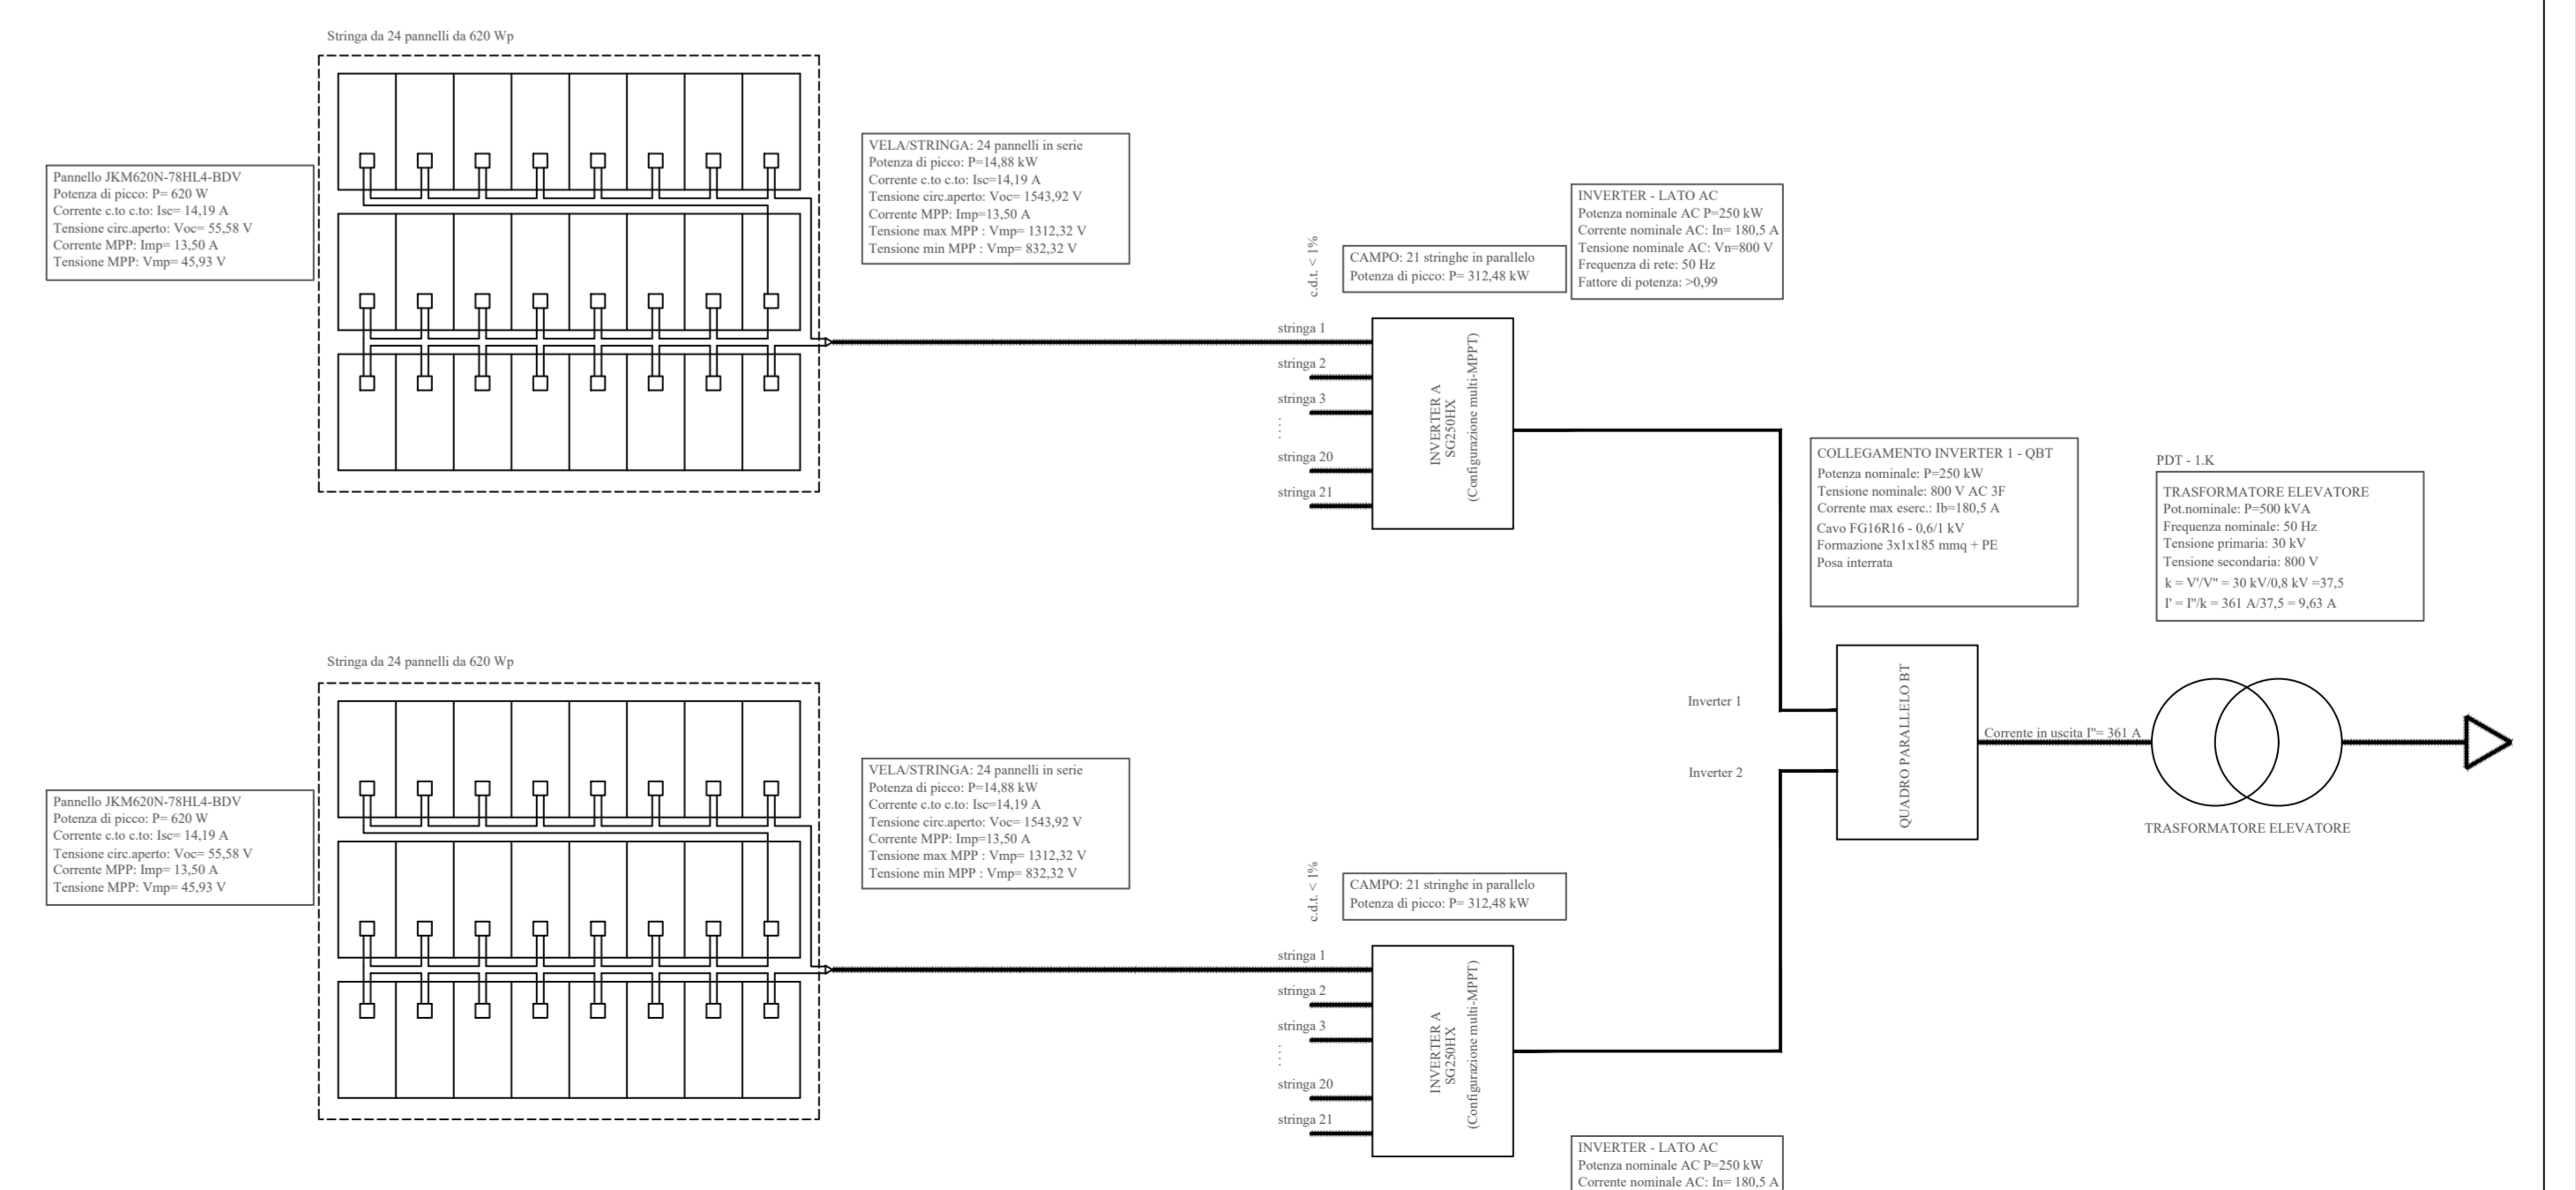 Stringa da 24 pannelli da 620 Wp
Pannello JKM620N-78HL4-BDV
Potenza di picco: P= 620 W
Corrente c.to c.to: Isc= 14,19 A
Tensione circ.aperto: Voc= 55,58 V
Corrente MPP: Imp= 13,50 A
Tensione MPP: Vmp= 45,93 V
VELA/STRINGA: 24 pannelli in serie
Potenza di picco: P=14,88 kW
Corrente c.to c.to: Isc=14,19 A
Tensione circ.aperto: Voc= 1543,92 V
Corrente MPP: Imp=13,50 A
Tensione max MPP : Vmp= 1312,32 V
Tensione min MPP : Vmp= 832,32 V
c.d.t. < 1%
CAMPO: 21 stringhe in parallelo
Potenza di picco: P= 312,48 kW
INVERTER - LATO AC
Potenza nominale AC P=250 kW
Corrente nominale AC: In= 180,5 A
Tensione nominale AC: Vn=800 V
Frequenza di rete: 50 Hz
Fattore di potenza: >0,99
stringa 1
stringa 2
stringa 3
....
stringa 20
stringa 21
INVERTER A
SG250HX
(Configurazione multi-MPPT)
COLLEGAMENTO INVERTER 1 - QBT
Potenza nominale: P=250 kW
Tensione nominale: 800 V AC 3F
Corrente max eserc.: Ib=180,5 A
Cavo FG16R16 - 0,6/1 kV
Formazione 3x1x185 mmq + PE
Posa interrata
PDT - 1.K
TRASFORMATORE ELEVATORE
Pot.nominale: P=500 kVA
Frequenza nominale: 50 Hz
Tensione primaria: 30 kV
Tensione secondaria: 800 V
k = V'/V'' = 30 kV/0,8 kV =37,5
I' = I''/k = 361 A/37,5 = 9,63 A
Inverter 1
Inverter 2
QUADRO PARALLELO BT
Corrente in uscita I''= 361 A
TRASFORMATORE ELEVATORE
Stringa da 24 pannelli da 620 Wp
Pannello JKM620N-78HL4-BDV
Potenza di picco: P= 620 W
Corrente c.to c.to: Isc= 14,19 A
Tensione circ.aperto: Voc= 55,58 V
Corrente MPP: Imp= 13,50 A
Tensione MPP: Vmp= 45,93 V
VELA/STRINGA: 24 pannelli in serie
Potenza di picco: P=14,88 kW
Corrente c.to c.to: Isc=14,19 A
Tensione circ.aperto: Voc= 1543,92 V
Corrente MPP: Imp=13,50 A
Tensione max MPP : Vmp= 1312,32 V
Tensione min MPP : Vmp= 832,32 V
c.d.t. < 1%
CAMPO: 21 stringhe in parallelo
Potenza di picco: P= 312,48 kW
stringa 1
stringa 2
stringa 3
....
stringa 20
stringa 21
INVERTER A
SG250HX
(Configurazione multi-MPPT)
INVERTER - LATO AC
Potenza nominale AC P=250 kW
Corrente nominale AC: In= 180,5 A